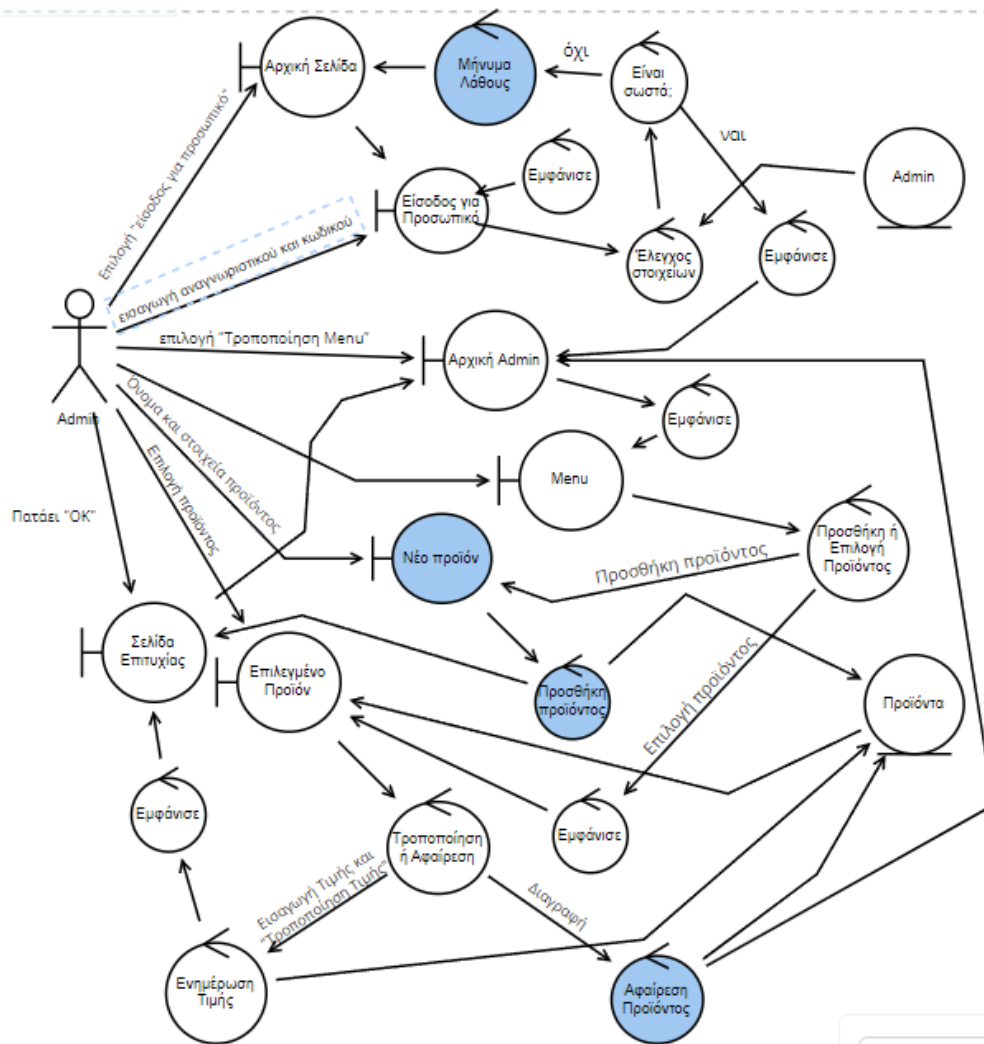 Αρχική Σελίδα
Μήνυμα
Λάθους
όχι
Είναι
σωστά;
ναι
Επιλογή "είσοδος για προσωπικό"
Εμφάνισε
Admin
Είσοδος για
Προσωπικό
εισαγωγή αναγνωριστικού και κωδικού
Έλεγχος
στοιχείων
Εμφάνισε
επιλογή "Τροποποίηση Menu"
Αρχική Admin
Admin
Όνομα και στοιχεία προϊόντος
Εμφάνισε
Επιλογή προϊόντος
Menu
Πατάει "OK"
Προσθήκη ή
Επιλογή
Προϊόντος
Νέο προϊόν
Προσθήκη προϊόντος
Σελίδα
Επιτυχίας
Επιλεγμένο
Προϊόν
Προσθήκη
προϊόντος
Επιλογή προϊόντος
Προϊόντα
Εμφάνισε
Τροποποίηση
ή Αφαίρεση
Εμφάνισε
Εισαγωγή Τιμής και
"Τροποποίηση Τιμής"
Διαγραφή
Ενημέρωση
Τιμής
Αφαίρεση
Προϊόντος